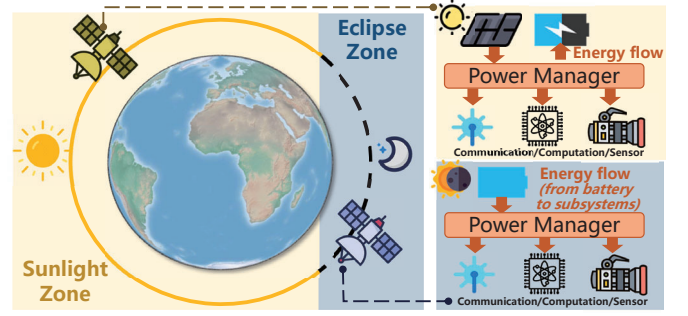 Eclipse
Zone
Sunlight
Zone
Energy flow
Power Manager
Communication/Computation/Sensor
Energy flow
(from battery
to subsystems)
Power Manager
Communication/Computation/Sensor